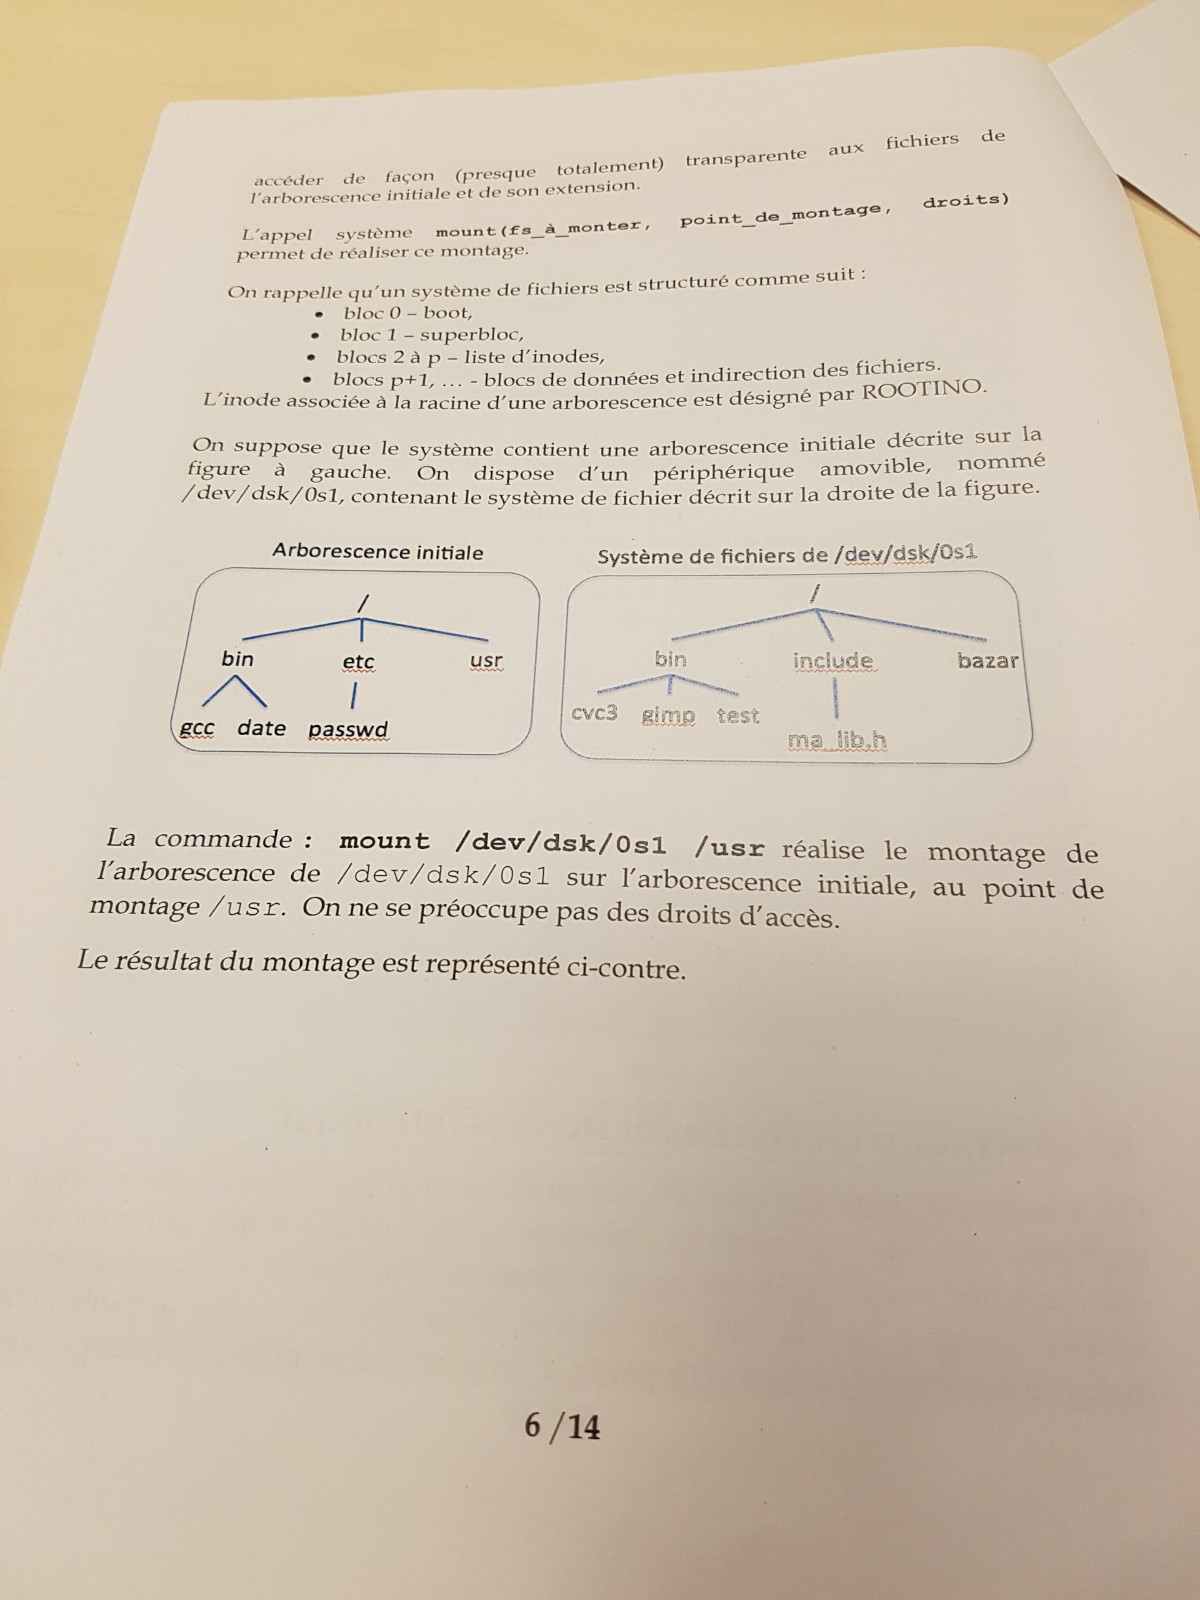 accéder de façon (presque totalement) transparente aux fichiers de
l'arborescence initiale et de son extension.
L'appel système mount(fs_à_monter, point_de_montage, droits)
permet de réaliser ce montage.
On rappelle qu'un système de fichiers est structuré comme suit :
• bloc 0 – boot,
• bloc 1 – superbloc,
• blocs 2 à p – liste d'inodes,
• blocs p+1, … - blocs de données et indirection des fichiers.
L'inode associée à la racine d'une arborescence est désigné par ROOTINO.
On suppose que le système contient une arborescence initiale décrite sur la
figure à gauche. On dispose d'un périphérique amovible, nommé
/dev/dsk/0s1, contenant le système de fichier décrit sur la droite de la figure.
Arborescence initiale
/
bin etc usr
gcc date passwd
Système de fichiers de /dev/dsk/0s1
/
bin include bazar
cvc3 gimp test
ma_lib.h
La commande : mount /dev/dsk/0s1 /usr réalise le montage de
l'arborescence de /dev/dsk/0s1 sur l'arborescence initiale, au point de
montage /usr. On ne se préoccupe pas des droits d'accès.
Le résultat du montage est représenté ci-contre.
6 /14